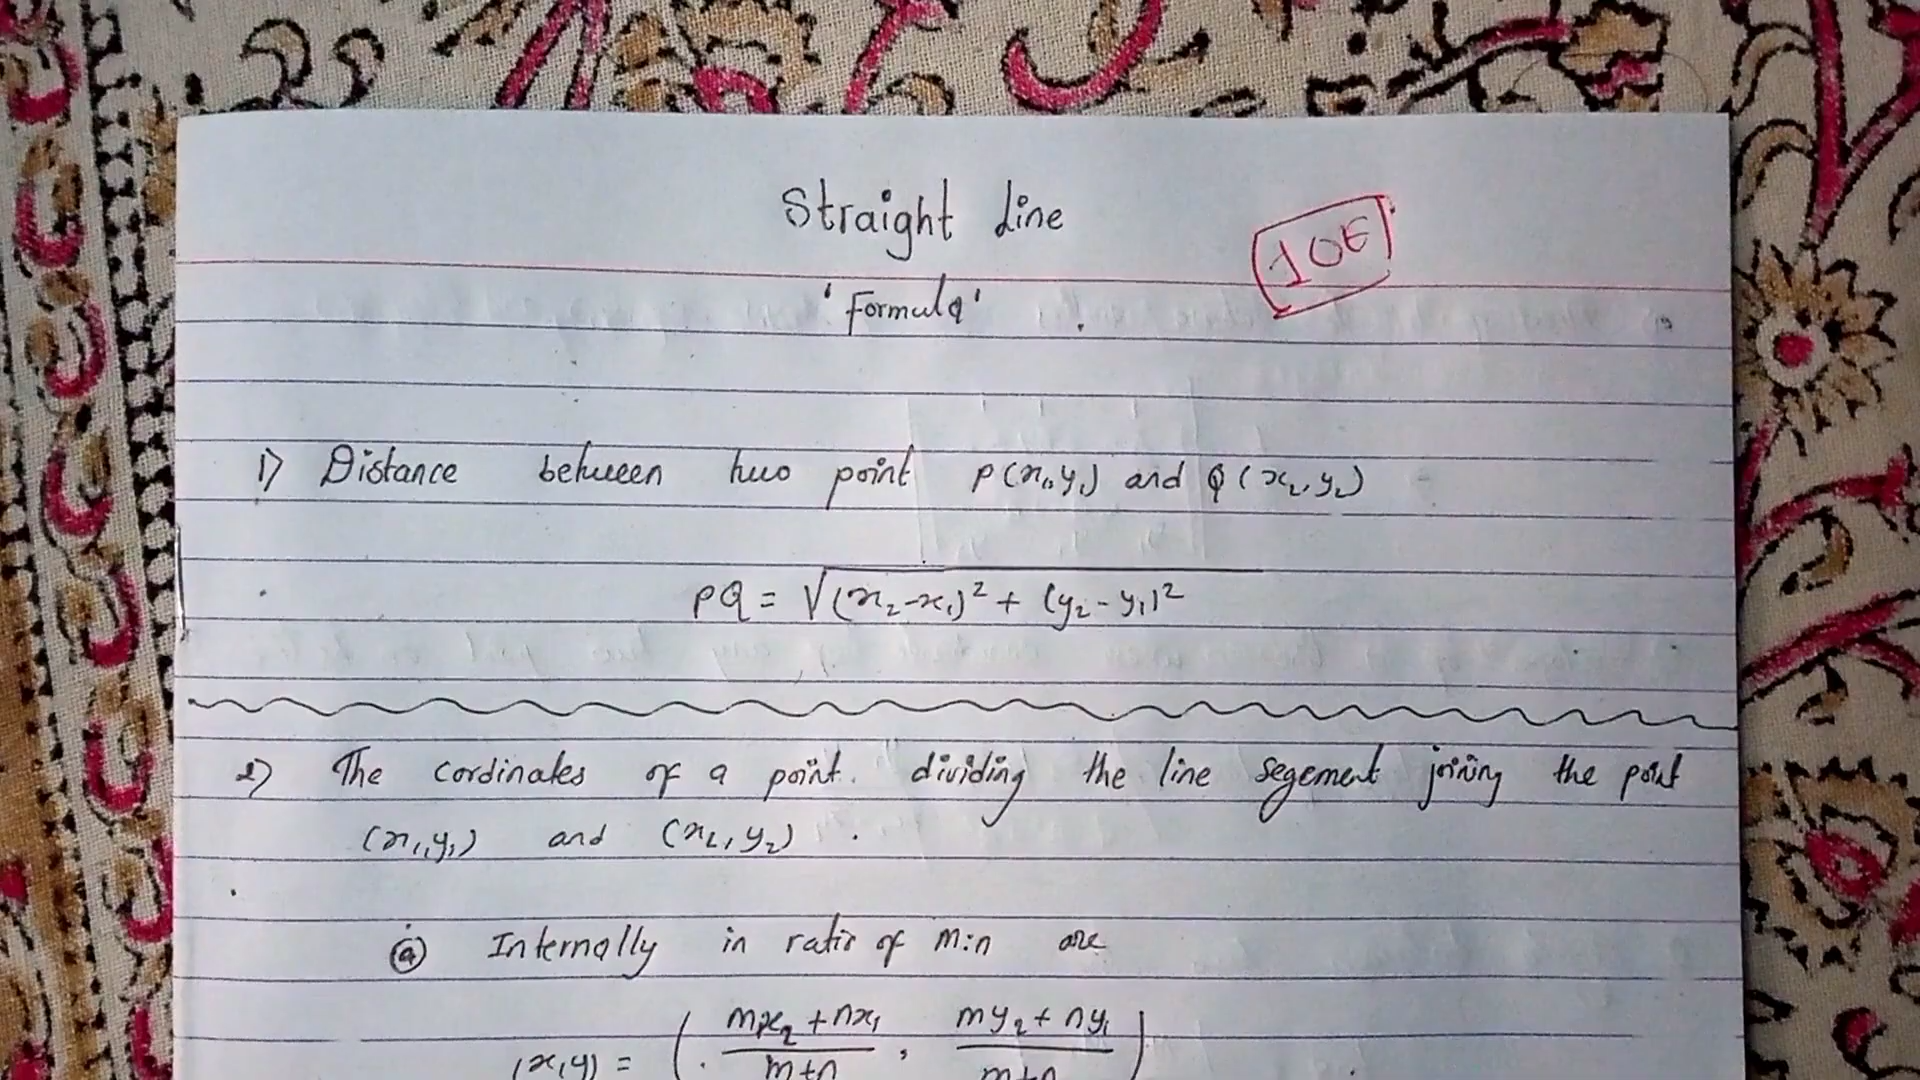 Straight Line
JOE
'Formula'
1) Distance between two point P(x₁,y₁) and Q(x₂,y₂)
PQ = √(x₂-x₁)² + (y₂-y₁)²
2) The cordinates of a point. dividing the line segement joining the point
(x₁,y₁) and (x₂,y₂).
(a) Internally in ratio of m:n are
(x,y) = ( mx₂+nx₁ / m+n , my₂+ny₁ / m+n )